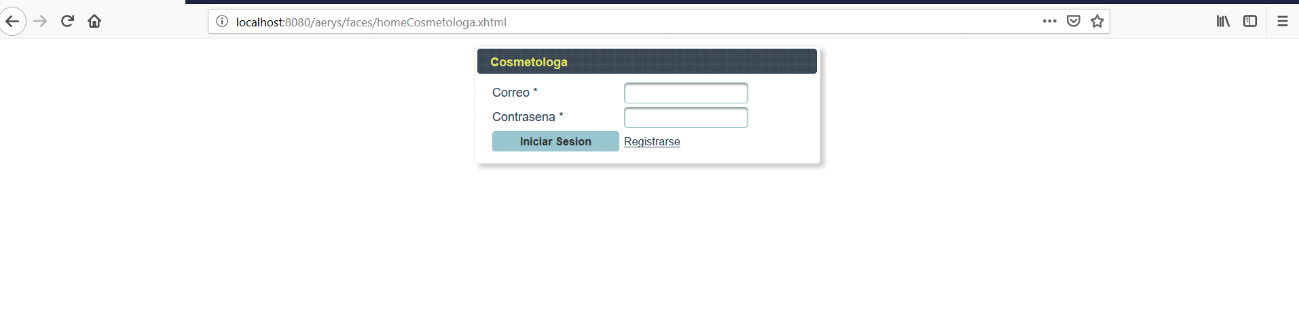 localhost:8080/aerys/faces/homeCosmetologa.xhtml
Cosmetologa
Correo *
Contrasena *
Iniciar Sesion Registrarse